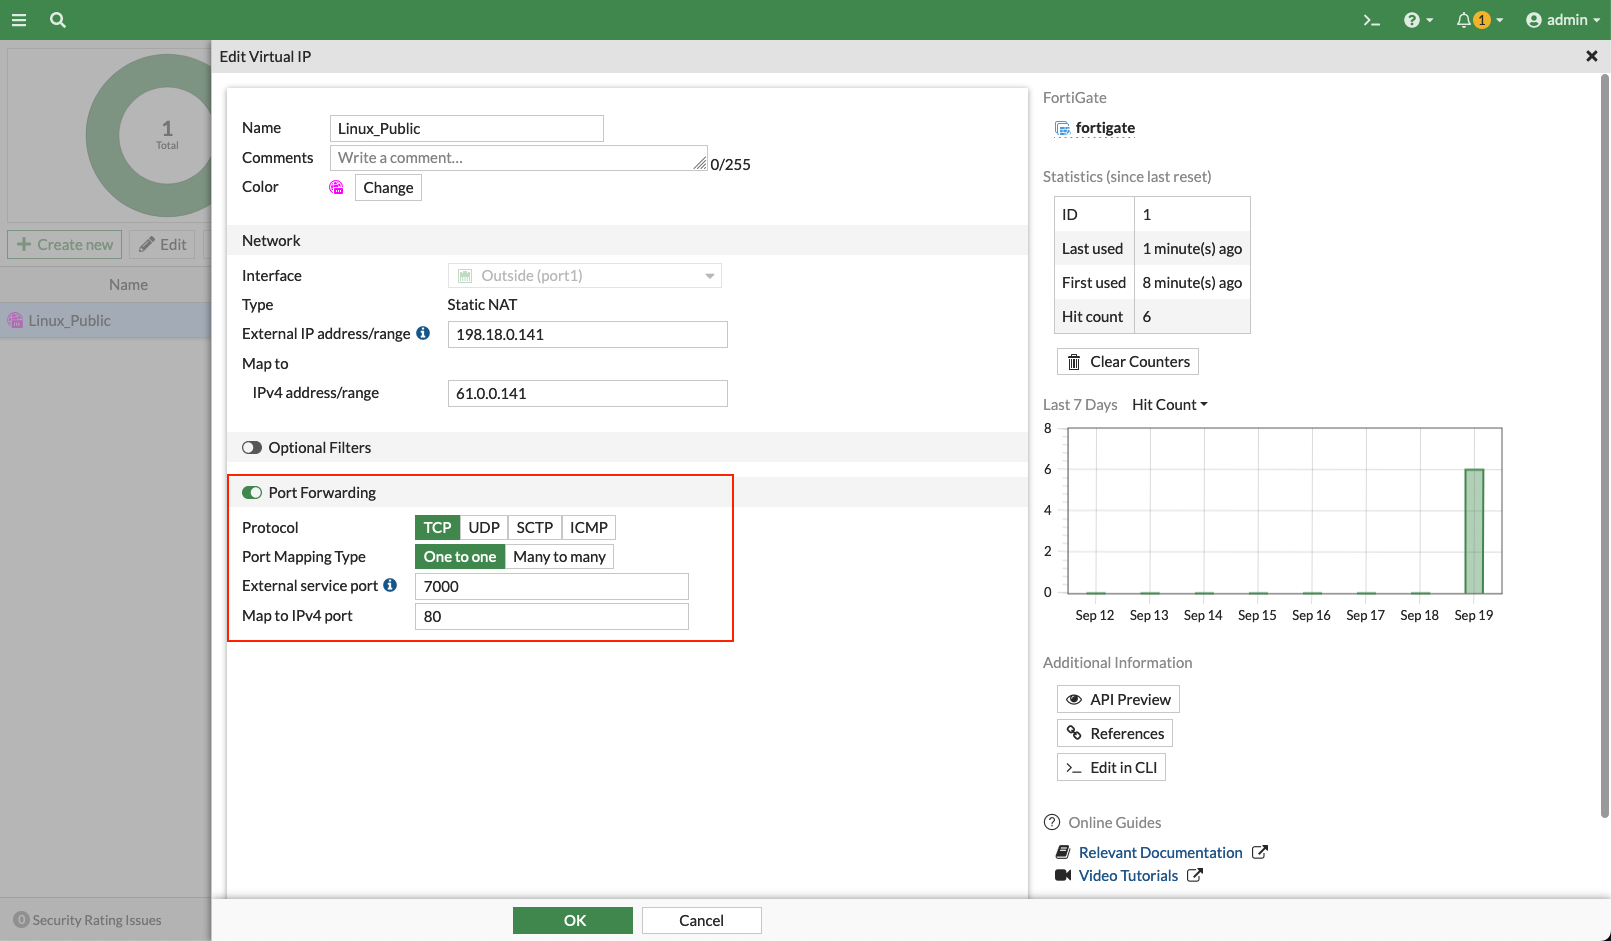 1 admin
Edit Virtual IP
1
Total
Create new Edit
Name
Linux_Public
0 Security Rating Issues
Name Linux_Public
Comments Write a comment... 0/255
Color Change
Network
Interface Outside (port1)
Type Static NAT
External IP address/range 198.18.0.141
Map to
IPv4 address/range 61.0.0.141
Optional Filters
Port Forwarding
Protocol TCP UDP SCTP ICMP
Port Mapping Type One to one Many to many
External service port 7000
Map to IPv4 port 80
FortiGate
fortigate
Statistics (since last reset)
ID 1
Last used 1 minute(s) ago
First used 8 minute(s) ago
Hit count 6
Clear Counters
Last 7 Days Hit Count
8
6
4
2
0
Sep 12 Sep 13 Sep 14 Sep 15 Sep 16 Sep 17 Sep 18 Sep 19
Additional Information
API Preview
References
>_ Edit in CLI
Online Guides
Relevant Documentation
Video Tutorials
OK Cancel